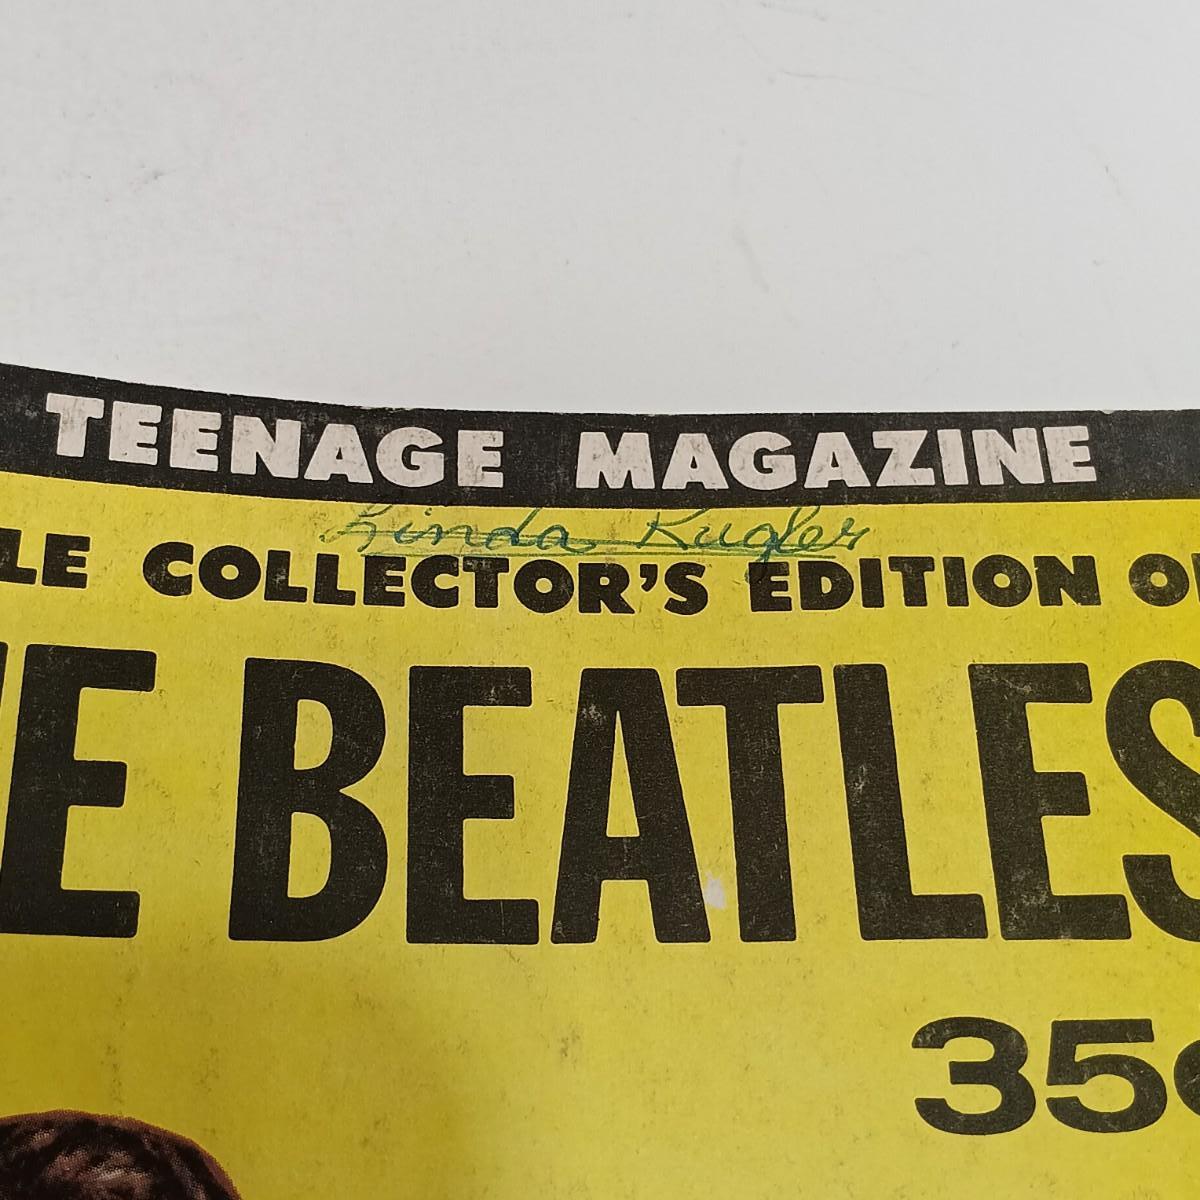 TEENAGE MAGAZINE
Linda Kugler
LE COLLECTOR'S EDITION O
E BEATLES
35¢